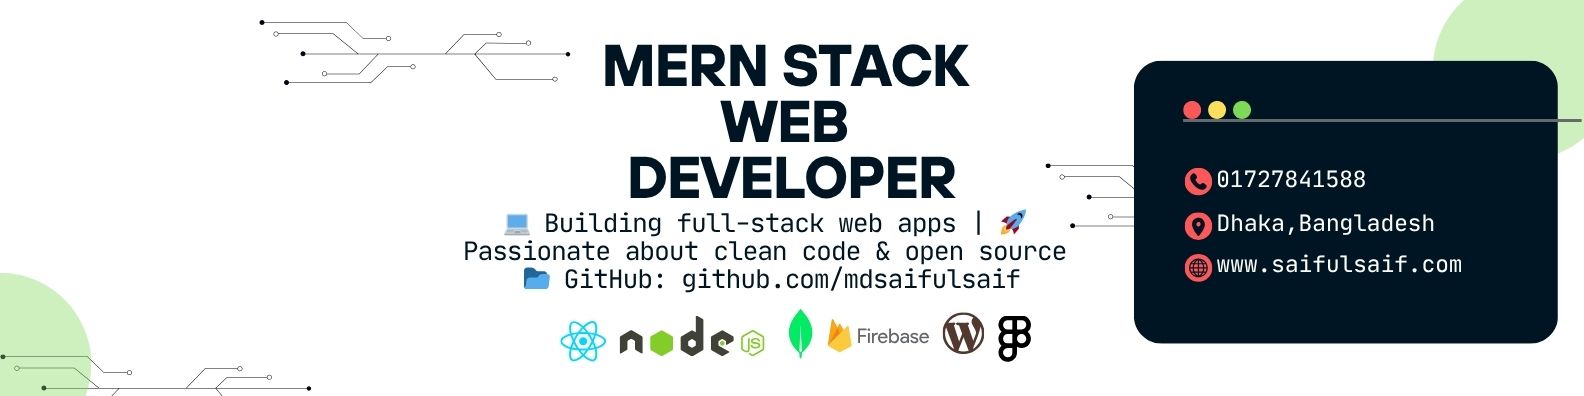 MERN STACK
WEB
DEVELOPER
💻 Building full-stack web apps | 🚀
Passionate about clean code & open source
📂 GitHub: github.com/mdsaifulsaif
node JS
Firebase
01727841588
Dhaka,Bangladesh
www.saifulsaif.com